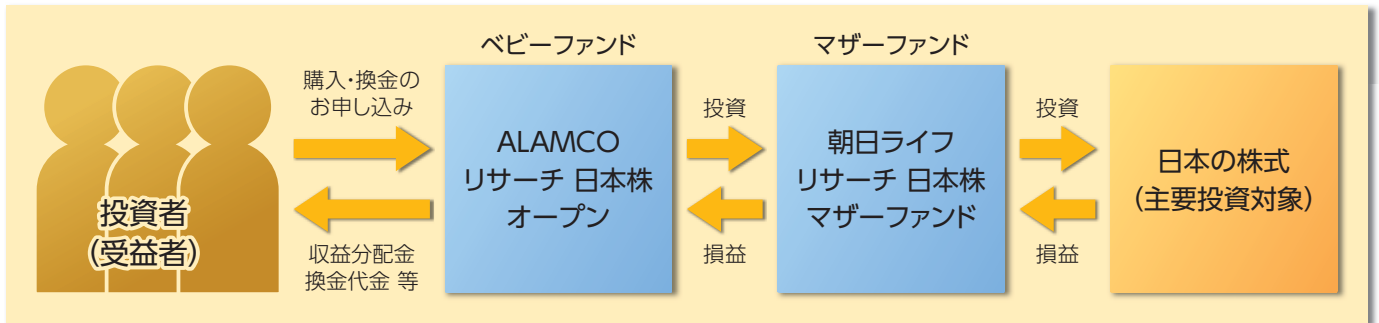 ベビーファンド
マザーファンド
購入・換金の
お申し込み
投資
投資
ALAMCO
リサーチ 日本株
オープン
朝日ライフ
リサーチ 日本株
マザーファンド
日本の株式
(主要投資対象)
投資者
(受益者)
収益分配金
換金代金 等
損益
損益